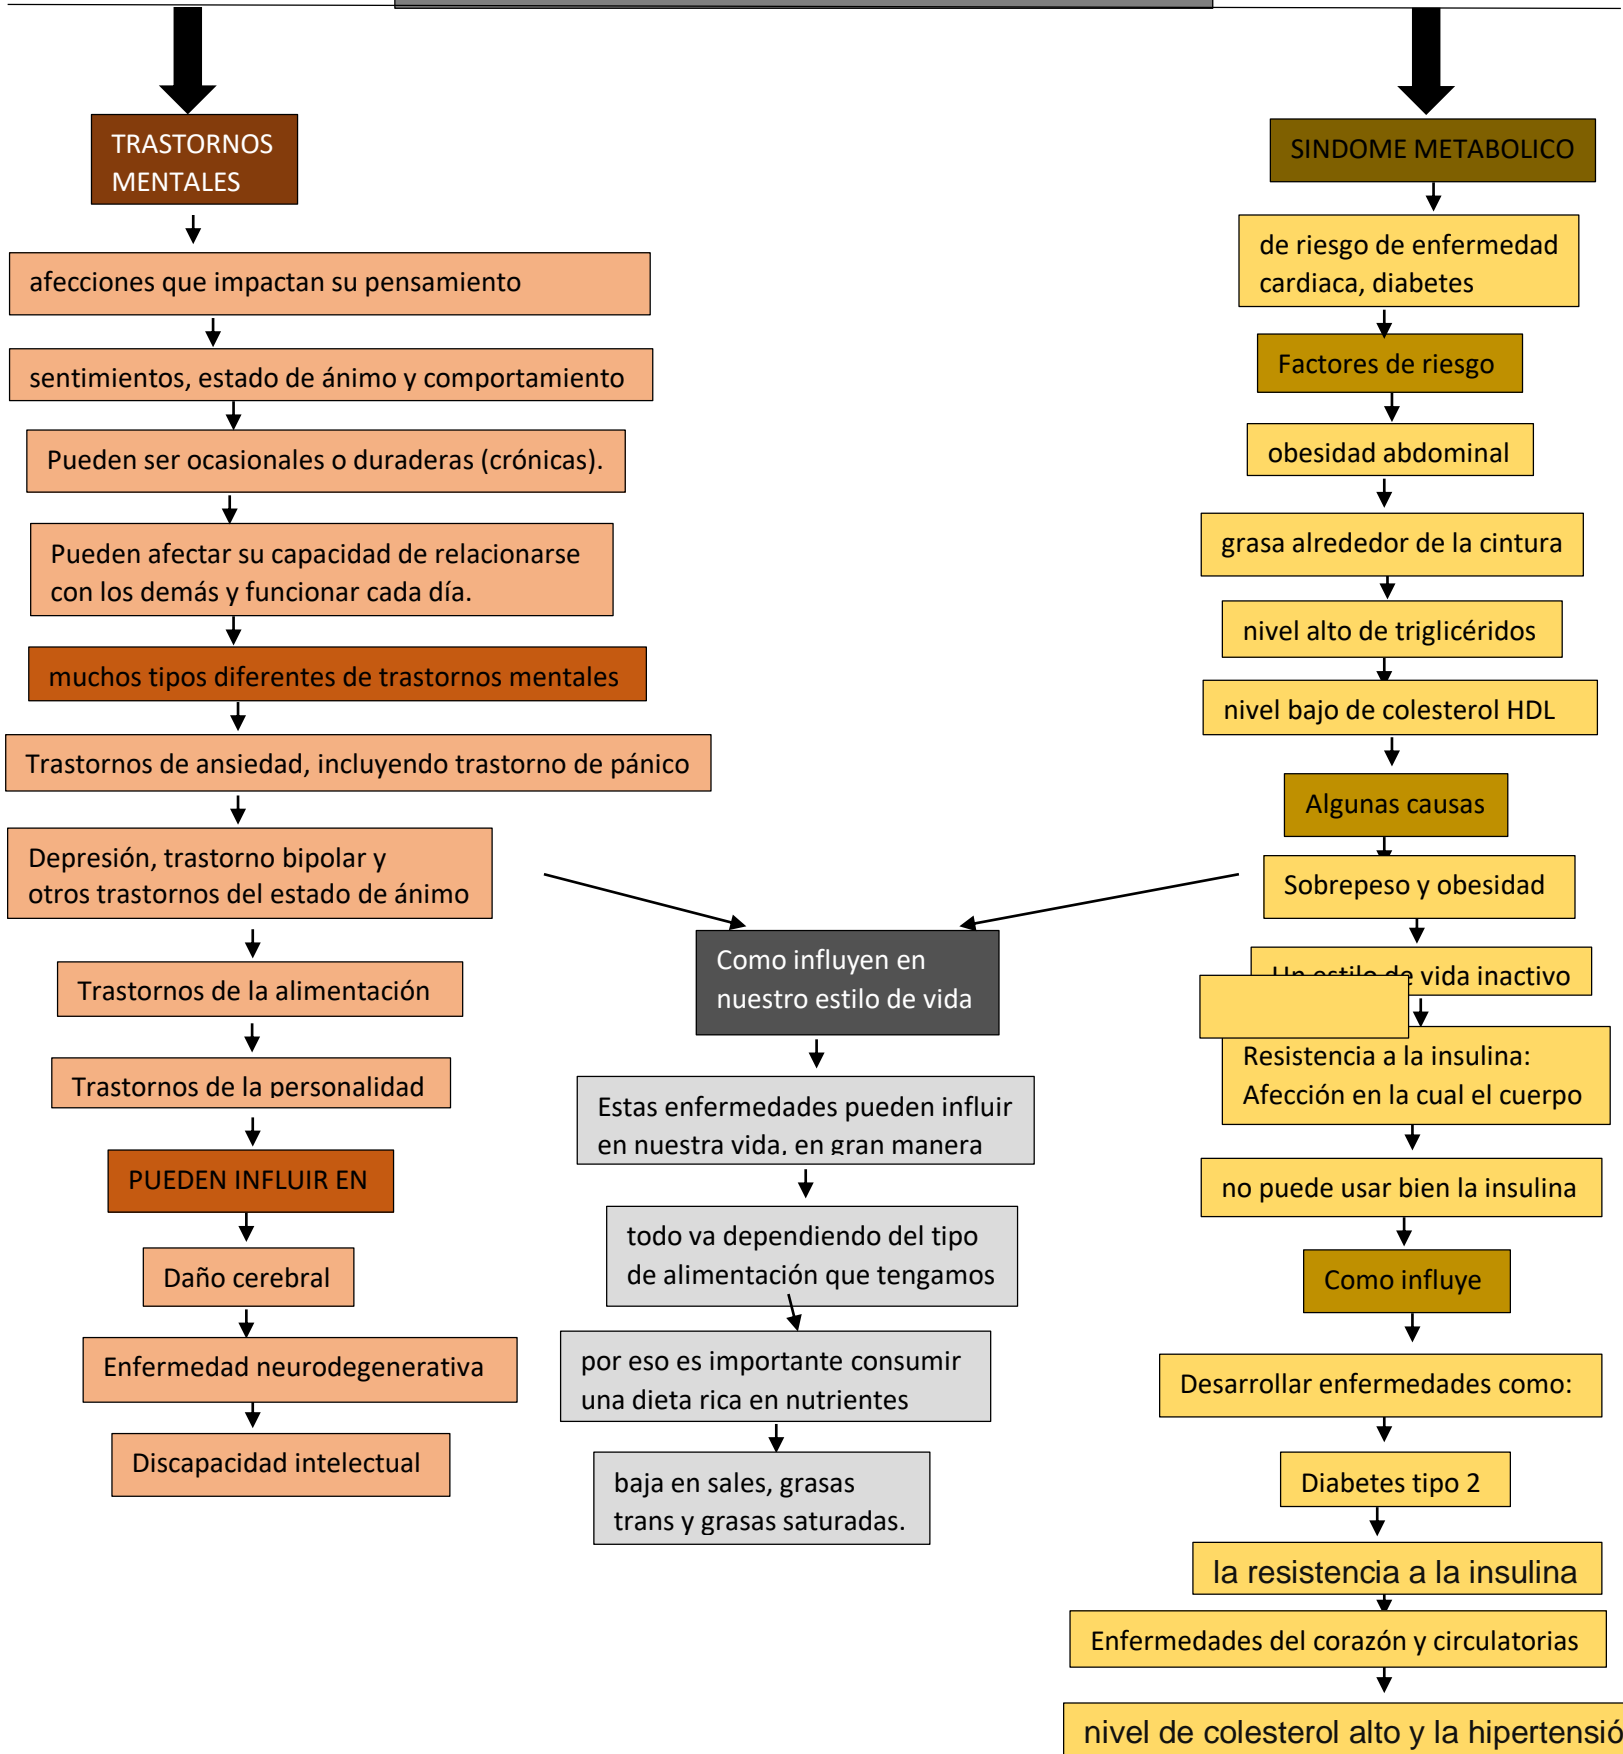 TRASTORNOS
MENTALES
afecciones que impactan su pensamiento
sentimientos, estado de ánimo y comportamiento
Pueden ser ocasionales o duraderas (crónicas).
Pueden afectar su capacidad de relacionarse
con los demás y funcionar cada día.
muchos tipos diferentes de trastornos mentales
Trastornos de ansiedad, incluyendo trastorno de pánico
Depresión, trastorno bipolar y
otros trastornos del estado de ánimo
Trastornos de la alimentación
Trastornos de la personalidad
PUEDEN INFLUIR EN
Daño cerebral
Enfermedad neurodegenerativa
Discapacidad intelectual
Como influyen en
nuestro estilo de vida
Estas enfermedades pueden influir
en nuestra vida, en gran manera
todo va dependiendo del tipo
de alimentación que tengamos
por eso es importante consumir
una dieta rica en nutrientes
baja en sales, grasas
trans y grasas saturadas.
SINDOME METABOLICO
de riesgo de enfermedad
cardiaca, diabetes
Factores de riesgo
obesidad abdominal
grasa alrededor de la cintura
nivel alto de triglicéridos
nivel bajo de colesterol HDL
Algunas causas
Sobrepeso y obesidad
Un estilo de vida inactivo
Resistencia a la insulina:
Afección en la cual el cuerpo
no puede usar bien la insulina
Como influye
Desarrollar enfermedades como:
Diabetes tipo 2
la resistencia a la insulina
Enfermedades del corazón y circulatorias
nivel de colesterol alto y la hipertensió